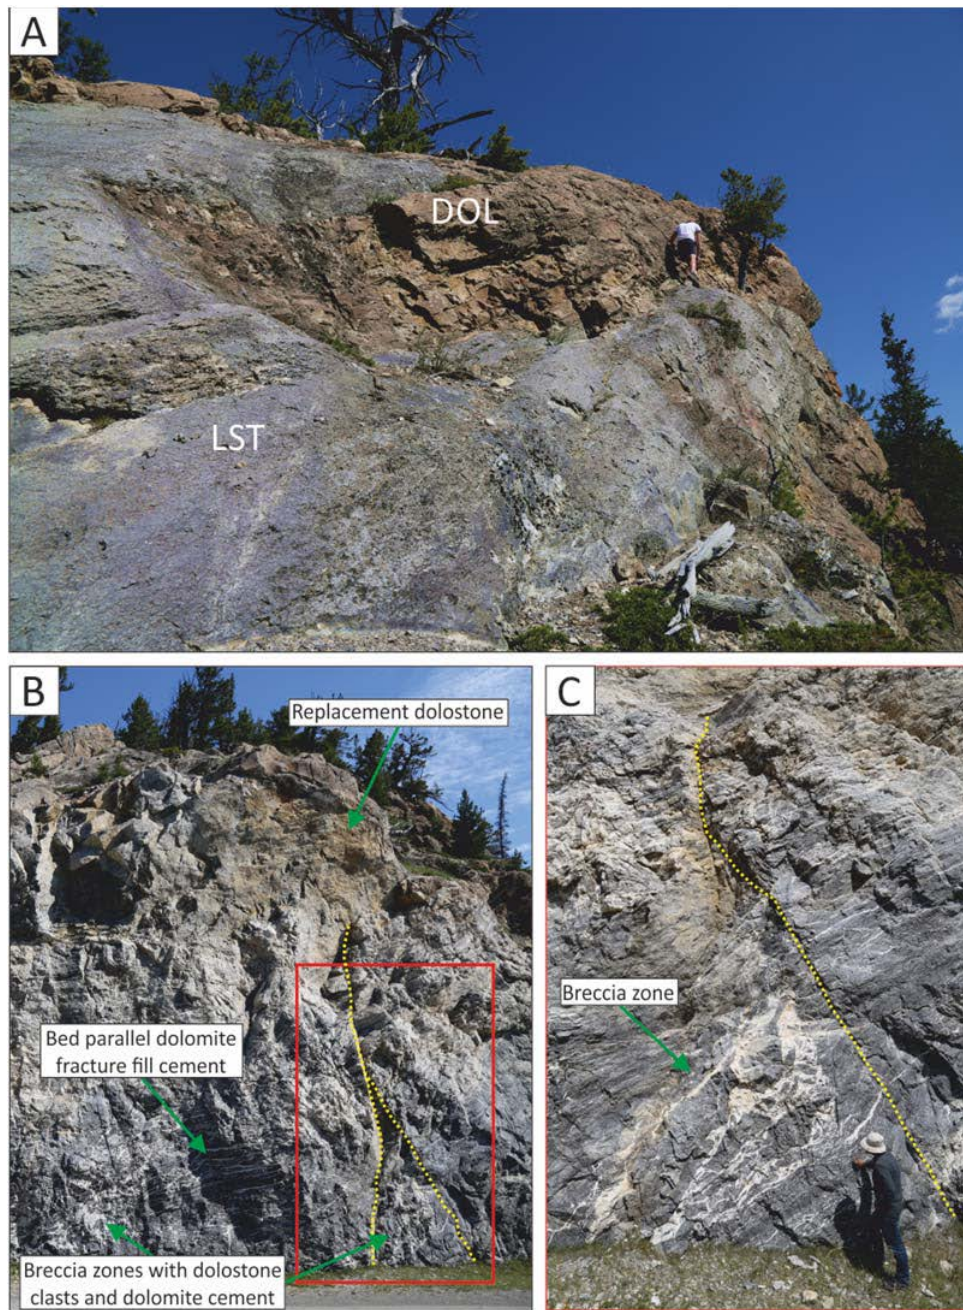 A
DOL
LST
B
Replacement dolostone
Bed parallel dolomite
fracture fill cement
Breccia zones with dolostone
clasts and dolomite cement
C
Breccia zone